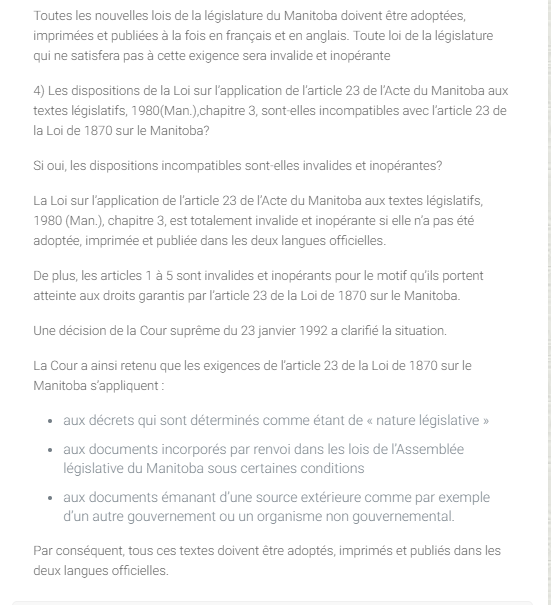 Toutes les nouvelles lois de la législature du Manitoba doivent être adoptées,
imprimées et publiées à la fois en français et en anglais. Toute loi de la législature
qui ne satisfera pas à cette exigence sera invalide et inopérante
4) Les dispositions de la Loi sur l'application de l'article 23 de l'Acte du Manitoba aux
textes législatifs, 1980(Man.),chapitre 3, sont-elles incompatibles avec l'article 23 de
la Loi de 1870 sur le Manitoba?
Si oui, les dispositions incompatibles sont-elles invalides et inopérantes?
La Loi sur l'application de l'article 23 de l'Acte du Manitoba aux textes législatifs,
1980 (Man.), chapitre 3, est totalement invalide et inopérante si elle n'a pas été
adoptée, imprimée et publiée dans les deux langues officielles.
De plus, les articles 1 à 5 sont invalides et inopérants pour le motif qu'ils portent
atteinte aux droits garantis par l'article 23 de la Loi de 1870 sur le Manitoba.
Une décision de la Cour suprême du 23 janvier 1992 a clarifié la situation.
La Cour a ainsi retenu que les exigences de l'article 23 de la Loi de 1870 sur le
Manitoba s'appliquent :
• aux décrets qui sont déterminés comme étant de « nature législative »
• aux documents incorporés par renvoi dans les lois de l'Assemblée
législative du Manitoba sous certaines conditions
• aux documents émanant d'une source extérieure comme par exemple
d'un autre gouvernement ou un organisme non gouvernemental.
Par conséquent, tous ces textes doivent être adoptés, imprimés et publiés dans les
deux langues officielles.